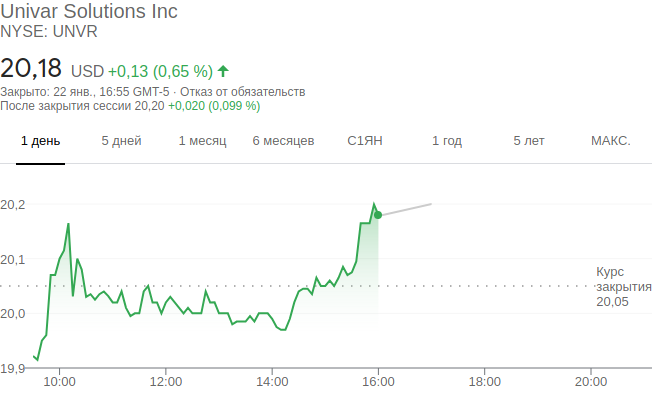 Univar Solutions Inc
NYSE: UNVR
20,18 USD +0,13 (0,65 %)
Закрыто: 22 янв., 16:55 GMT-5 · Отказ от обязательств
После закрытия сессии 20,20 +0,020 (0,099 %)
1 день 5 дней 1 месяц 6 месяцев С1ЯН 1 год 5 лет МАКС.
20,2
20,1
Курс
закрытия
20,05
20,0
19,9
10:00 12:00 14:00 16:00 18:00 20:00